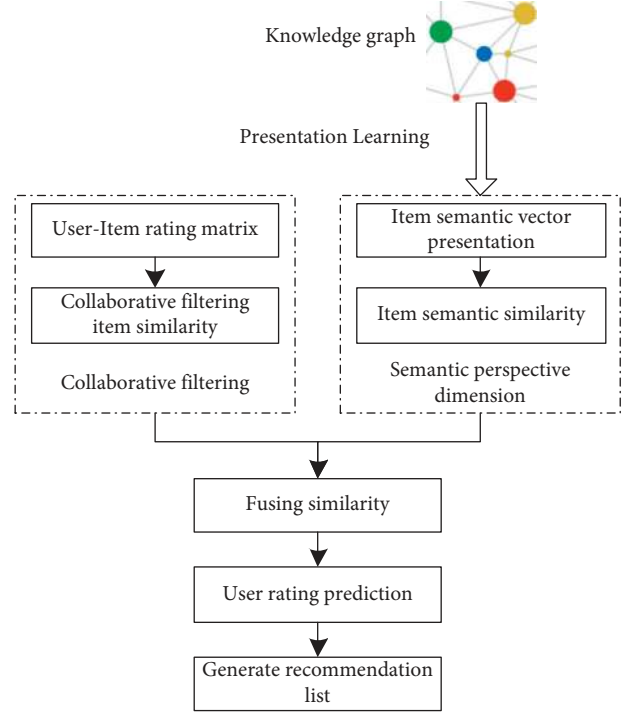 Knowledge graph
Presentation Learning
User-Item rating matrix
Collaborative filtering
item similarity
Collaborative filtering
Item semantic vector
presentation
Item semantic similarity
Semantic perspective
dimension
Fusing similarity
User rating prediction
Generate recommendation
list